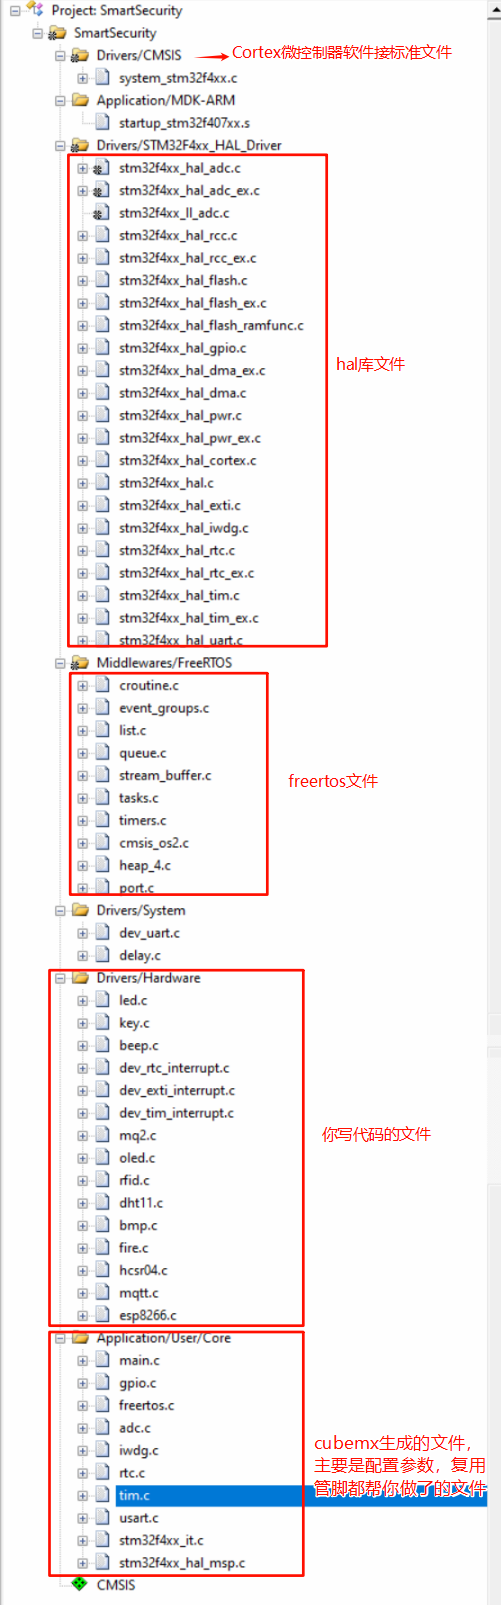 Project: SmartSecurity
SmartSecurity
Drivers/CMSIS
Cortex微控制器软件接标准文件
system_stm32f4xx.c
Application/MDK-ARM
startup_stm32f407xx.s
Drivers/STM32F4xx_HAL_Driver
stm32f4xx_hal_adc.c
stm32f4xx_hal_adc_ex.c
stm32f4xx_ll_adc.c
stm32f4xx_hal_rcc.c
stm32f4xx_hal_rcc_ex.c
stm32f4xx_hal_flash.c
stm32f4xx_hal_flash_ex.c
stm32f4xx_hal_flash_ramfunc.c
stm32f4xx_hal_gpio.c
stm32f4xx_hal_dma_ex.c
stm32f4xx_hal_dma.c
stm32f4xx_hal_pwr.c
stm32f4xx_hal_pwr_ex.c
stm32f4xx_hal_cortex.c
stm32f4xx_hal.c
stm32f4xx_hal_exti.c
stm32f4xx_hal_iwdg.c
stm32f4xx_hal_rtc.c
stm32f4xx_hal_rtc_ex.c
stm32f4xx_hal_tim.c
stm32f4xx_hal_tim_ex.c
stm32f4xx_hal_uart.c
hal库文件
Middlewares/FreeRTOS
croutine.c
event_groups.c
list.c
queue.c
stream_buffer.c
tasks.c
timers.c
cmsis_os2.c
heap_4.c
port.c
freertos文件
Drivers/System
dev_uart.c
delay.c
Drivers/Hardware
led.c
key.c
beep.c
dev_rtc_interrupt.c
dev_exti_interrupt.c
dev_tim_interrupt.c
mq2.c
oled.c
rfid.c
dht11.c
bmp.c
fire.c
hcsr04.c
mqtt.c
esp8266.c
你写代码的文件
Application/User/Core
main.c
gpio.c
freertos.c
adc.c
iwdg.c
rtc.c
tim.c
usart.c
stm32f4xx_it.c
stm32f4xx_hal_msp.c
cubemx生成的文件，
主要是配置参数，复用
管脚都帮你做了的文件
CMSIS